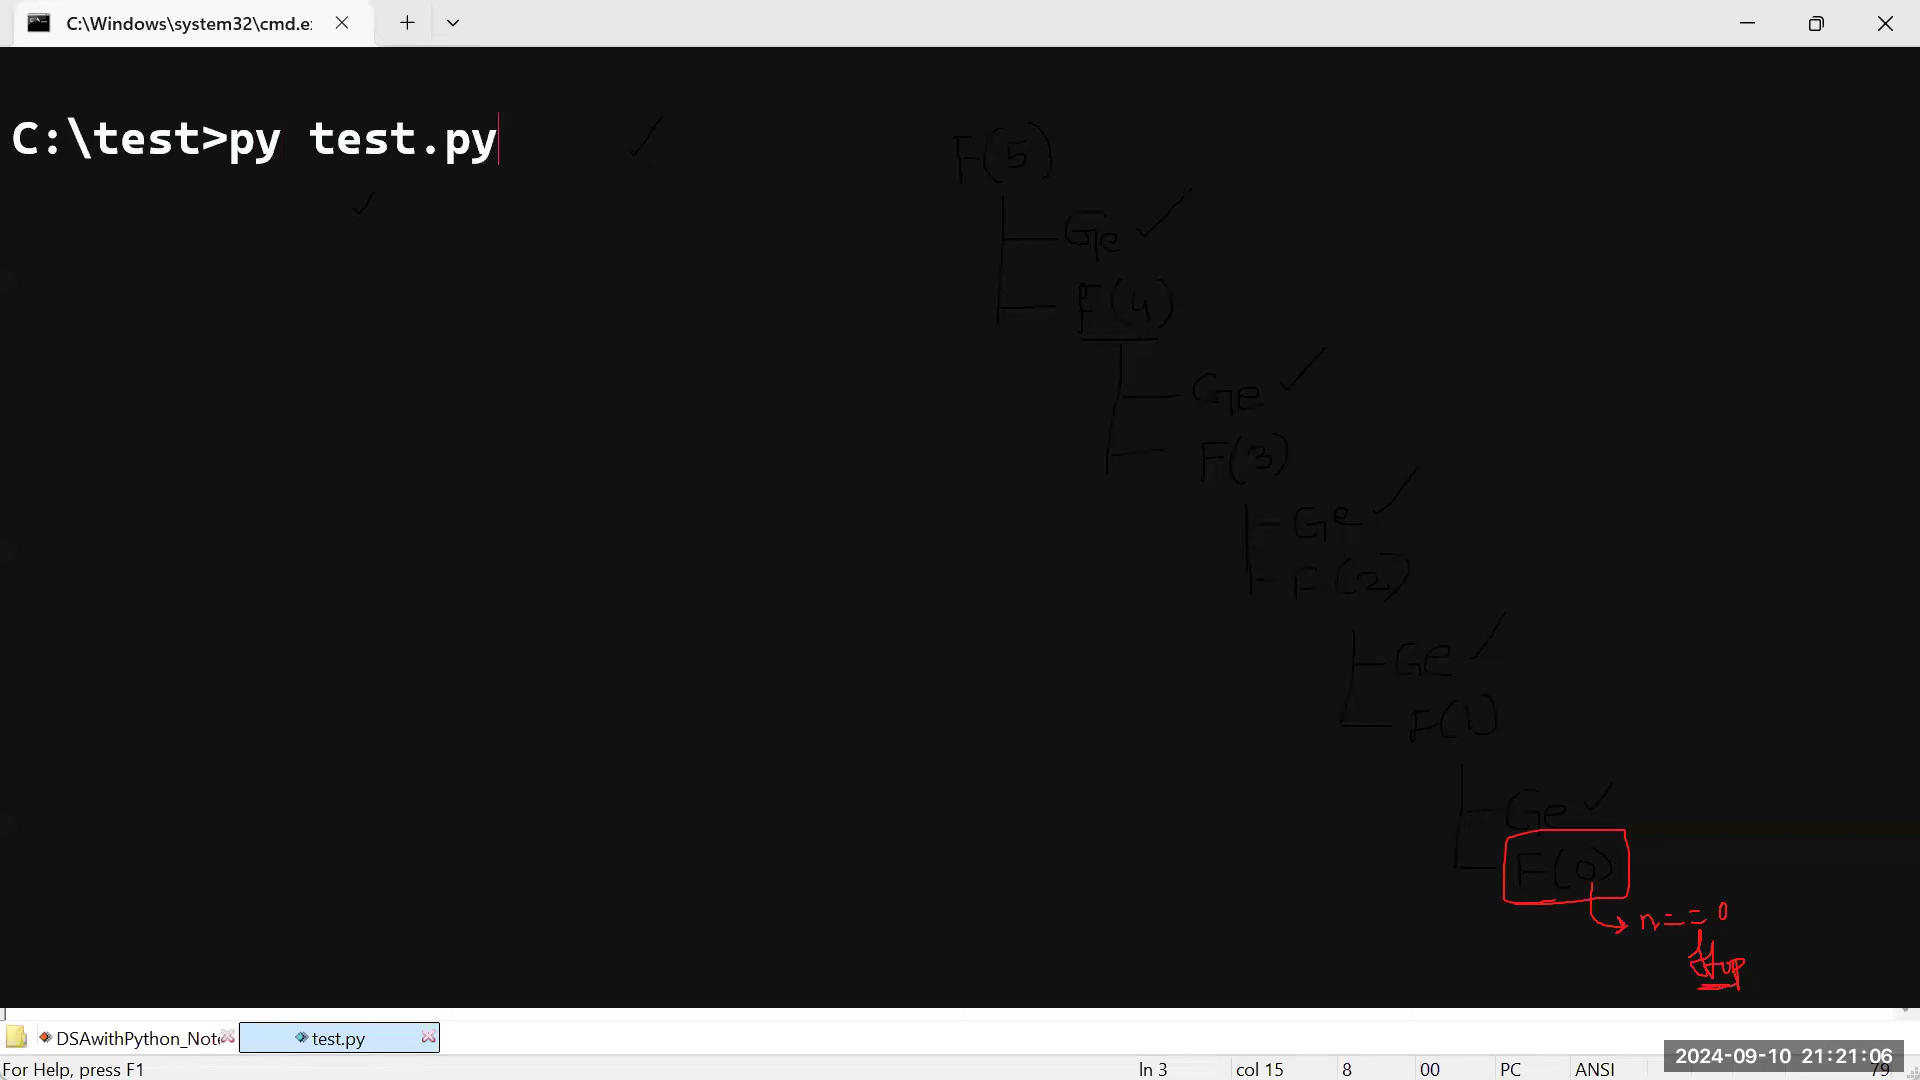 C:\Windows\system32\cmd.e
C:\test>py test.py
F(5)
Ge
F(4)
Ge
F(3)
Ge
F(2)
Ge
F(1)
Ge
F(0)
n==0
Stop
DSAwithPython_Not
test.py
For Help, press F1
ln 3
col 15
8
00
PC
ANSI
79
2024-09-10 21:21:06